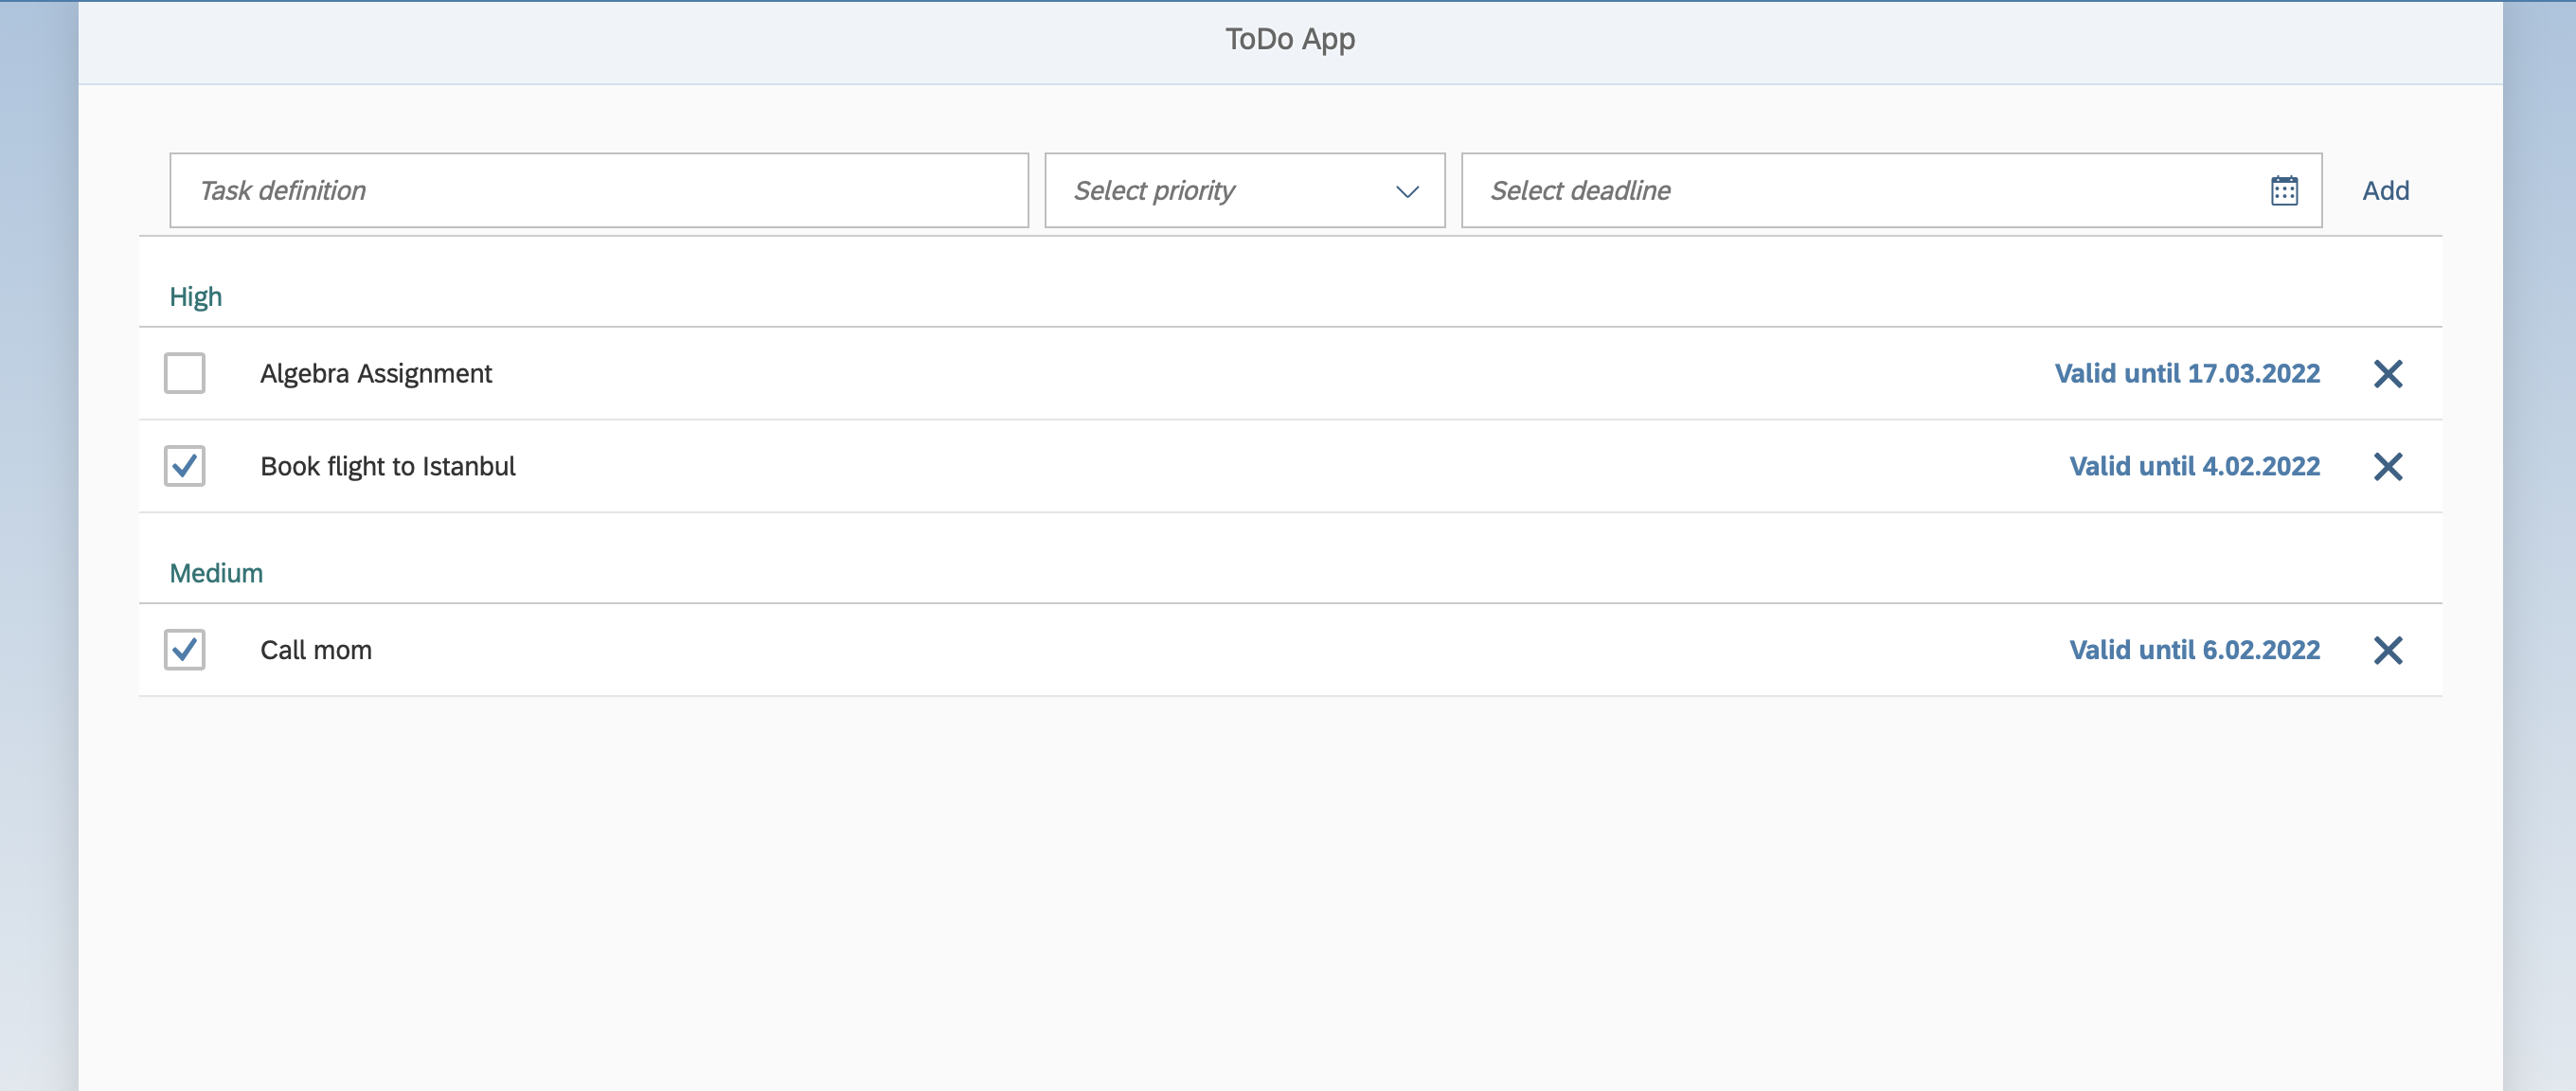 ToDo App
Task definition
Select priority
Select deadline
Add
High
Algebra Assignment
Valid until 17.03.2022
Book flight to Istanbul
Valid until 4.02.2022
Medium
Call mom
Valid until 6.02.2022